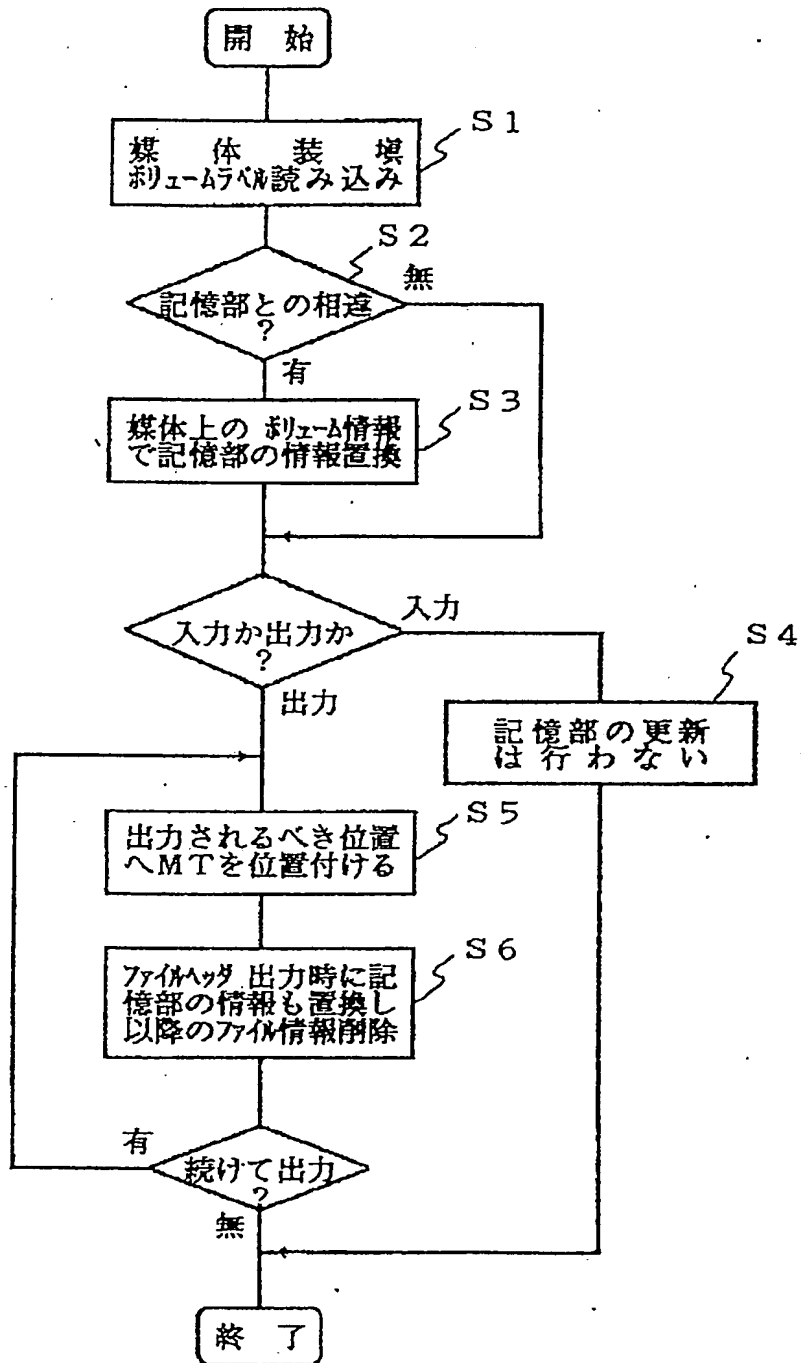 開 始
S1
媒 体 装 填
ボリュームラベル読み込み
S2
無
記憶部との相違
?
有
S3
媒体上の ボリューム情報
で記憶部の情報置換
入力
入力か出力か
?
S4
出力
記憶部の更新
は行わない
S5
出力されるべき位置
へMTを位置付ける
S6
ファイルヘッダ 出力時に記
憶部の情報も置換し
以降のファイル情報削除
有
続けて出力
?
無
終 了